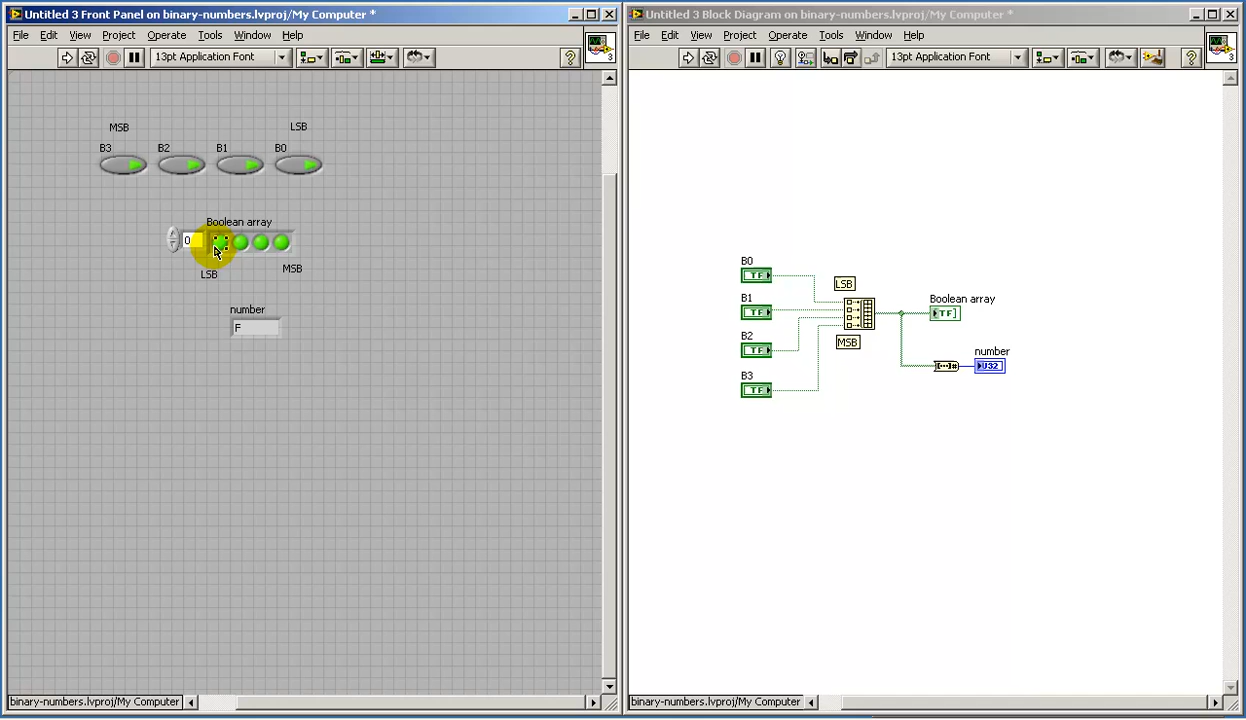 Untitled 3 Front Panel on binary-numbers.lvproj/My Computer *
File Edit View Project Operate Tools Window Help
13pt Application Font
?
3
MSB
LSB
B3 B2 B1 B0
Boolean array
0
LSB
MSB
number
F
binary-numbers.lvproj/My Computer
Untitled 3 Block Diagram on binary-numbers.lvproj/My Computer *
File Edit View Project Operate Tools Window Help
13pt Application Font
?
3
B0
TF
LSB
B1
TF
Boolean array
TF
B2
TF
MSB
number
#
U32
B3
TF
binary-numbers.lvproj/My Computer